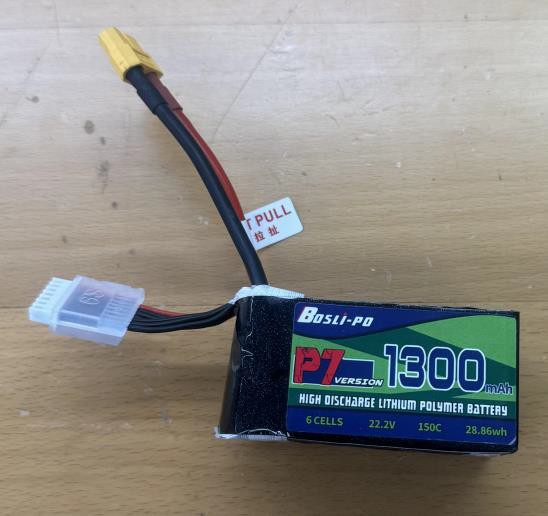 T PULL
拉扯
6S
BOSLI-PO
P7 VERSION 1300mAh
HIGH DISCHARGE LITHIUM POLYMER BATTERY
6 CELLS 22.2V 150C 28.86wh